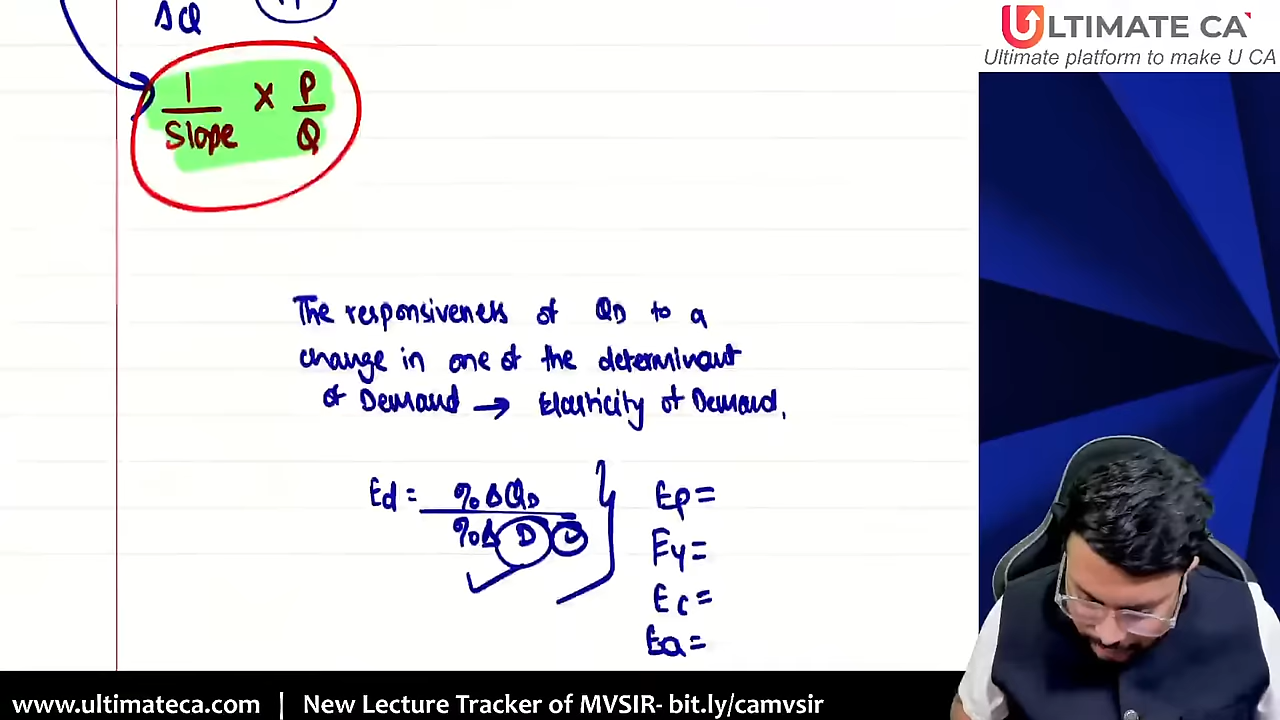 ΔQ
ULTIMATE CA
Ultimate platform to make U CA
1/Slope × P/Q
The responsiveness of QD to a
change in one of the determinant
of Demand → Elasticity of Demand.
Ed = %ΔQD / %Δ D
Ep=
Ey=
Ec=
Ea=
www.ultimateca.com | New Lecture Tracker of MVSIR- bit.ly/camvsir